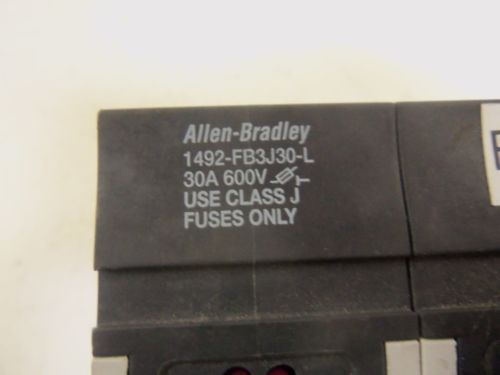 Allen-Bradley
1492-FB3J30-L
30A 600V
USE CLASS J
FUSES ONLY